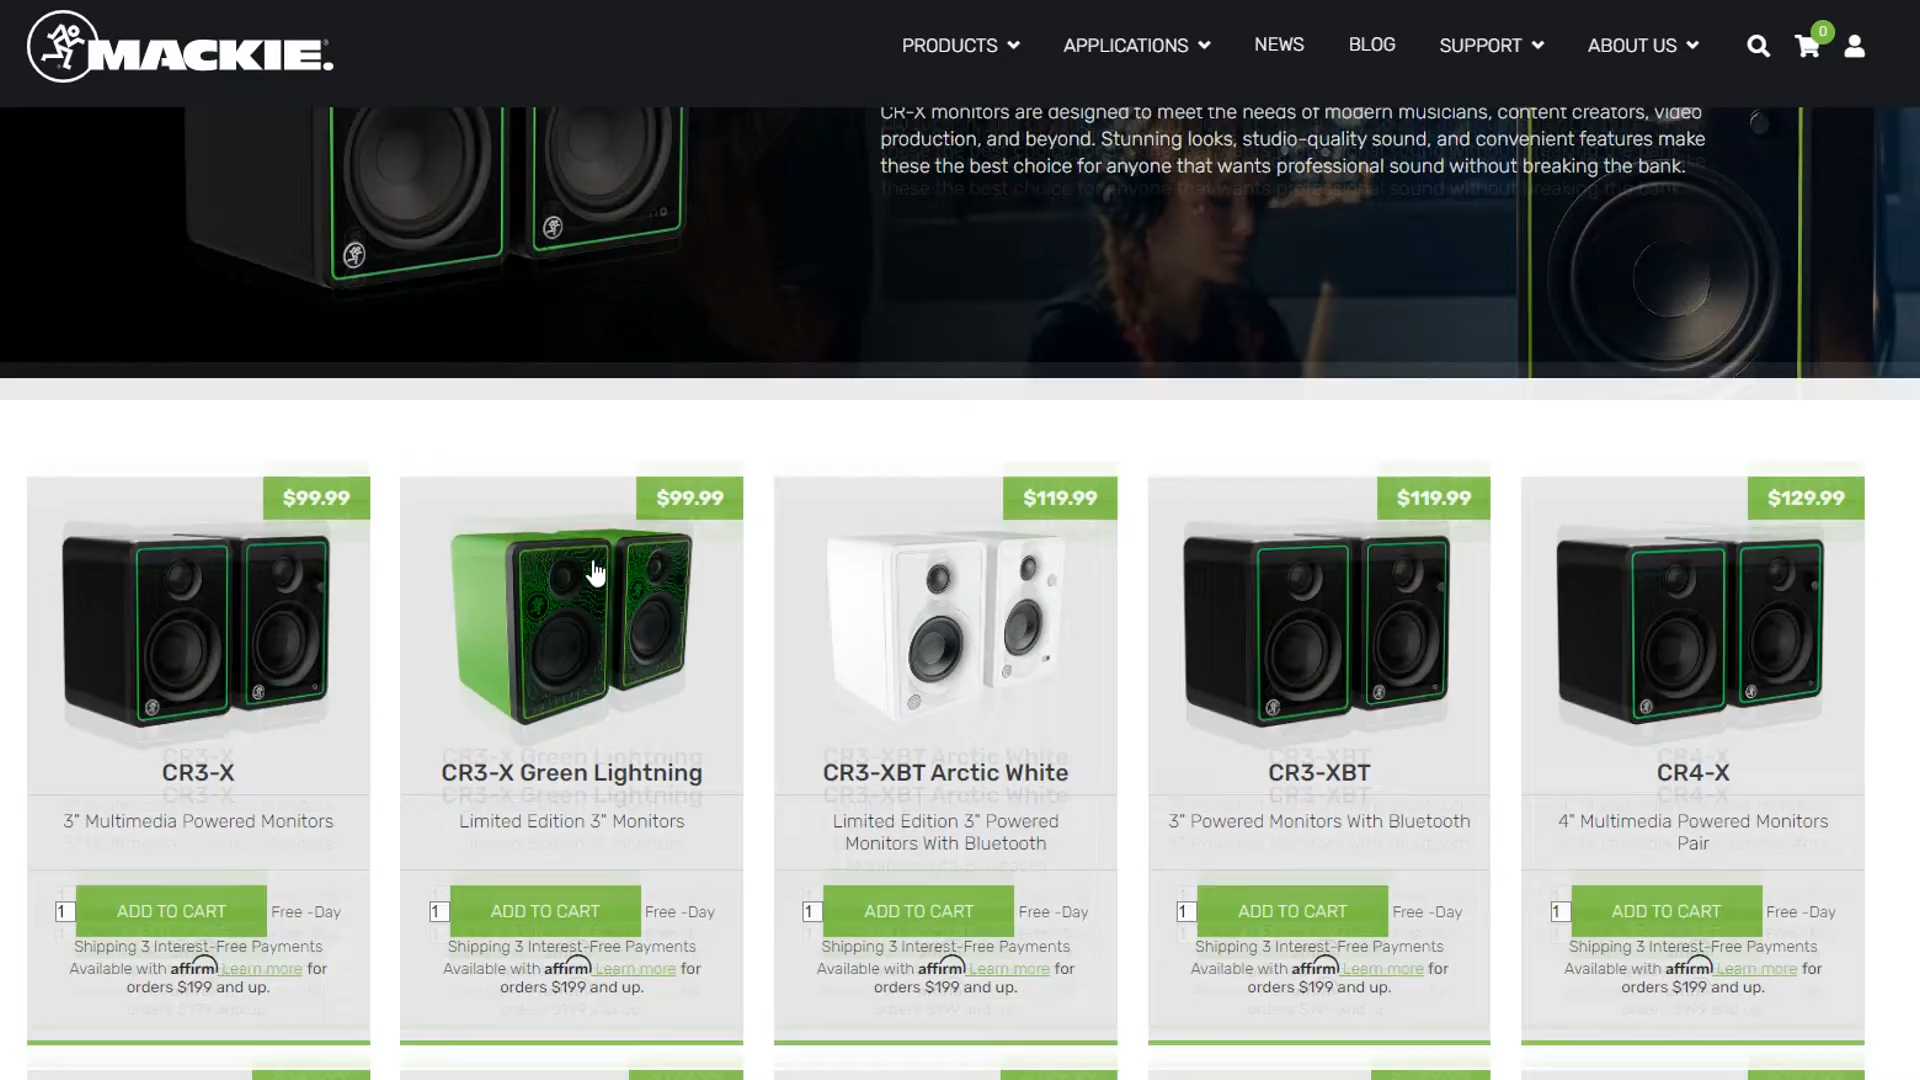 MACKIE.
PRODUCTS
APPLICATIONS
NEWS
BLOG
SUPPORT
ABOUT US
0
CR-X monitors are designed to meet the needs of modern musicians, content creators, video
production, and beyond. Stunning looks, studio-quality sound, and convenient features make
these the best choice for anyone that wants professional sound without breaking the bank.
$99.99
CR3-X
3" Multimedia Powered Monitors
1 ADD TO CART Free -Day
Shipping 3 Interest-Free Payments
Available with affirm Learn more for
orders $199 and up.
$99.99
CR3-X Green Lightning
Limited Edition 3" Monitors
1 ADD TO CART Free -Day
Shipping 3 Interest-Free Payments
Available with affirm Learn more for
orders $199 and up.
$119.99
CR3-XBT Arctic White
Limited Edition 3" Powered
Monitors With Bluetooth
1 ADD TO CART Free -Day
Shipping 3 Interest-Free Payments
Available with affirm Learn more for
orders $199 and up.
$119.99
CR3-XBT
3" Powered Monitors With Bluetooth
1 ADD TO CART Free -Day
Shipping 3 Interest-Free Payments
Available with affirm Learn more for
orders $199 and up.
$129.99
CR4-X
4" Multimedia Powered Monitors
Pair
1 ADD TO CART Free -Day
Shipping 3 Interest-Free Payments
Available with affirm Learn more for
orders $199 and up.